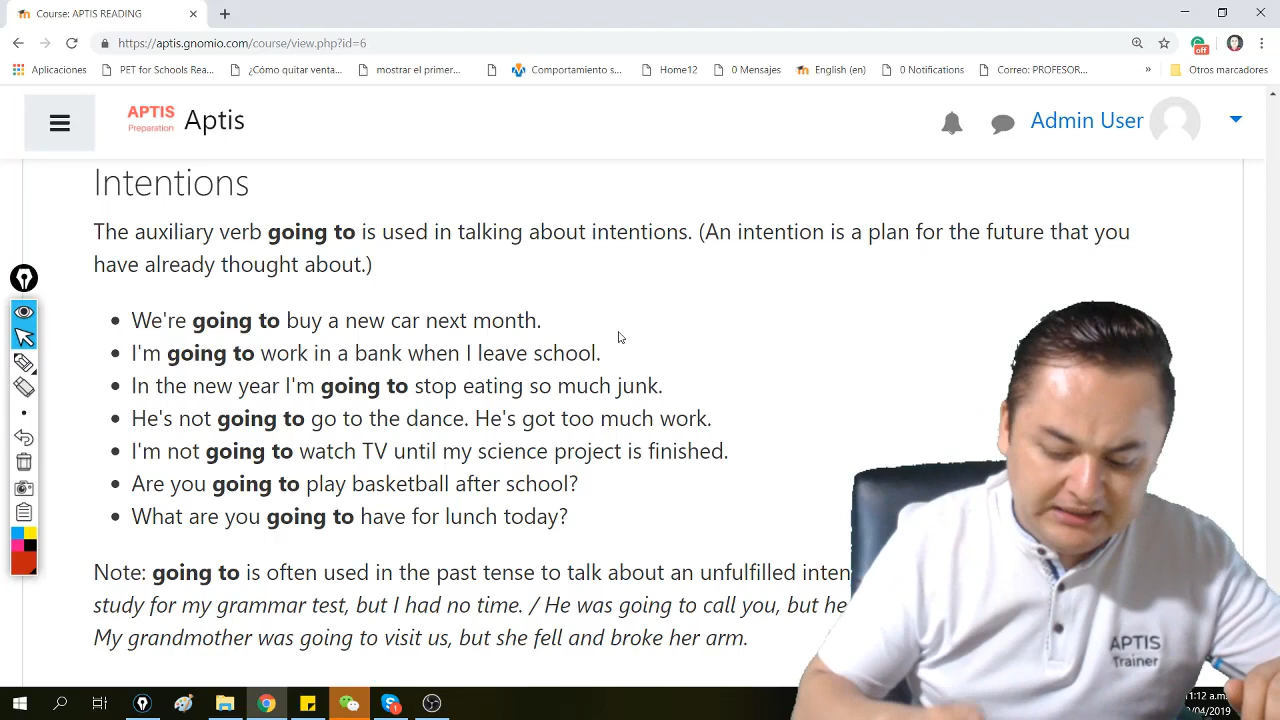 Course: APTIS READING
https://aptis.gnomio.com/course/view.php?id=6
Aplicaciones PET for Schools Rea... ¿Cómo quitar venta... mostrar el primer... Comportamiento s... Home12 0 Mensajes English (en) 0 Notifications Correo: PROFESOR... » Otros marcadores
off
APTIS
Preparation
Aptis
Admin User
Intentions
The auxiliary verb going to is used in talking about intentions. (An intention is a plan for the future that you
have already thought about.)
We're going to buy a new car next month.
I'm going to work in a bank when I leave school.
In the new year I'm going to stop eating so much junk.
He's not going to go to the dance. He's got too much work.
I'm not going to watch TV until my science project is finished.
Are you going to play basketball after school?
What are you going to have for lunch today?
Note: going to is often used in the past tense to talk about an unfulfilled
study for my grammar test, but I had no time. / He was going to call you, but he
My grandmother was going to visit us, but she fell and broke her arm.
APTIS
Trainer
11:12 a.m.
/04/2019